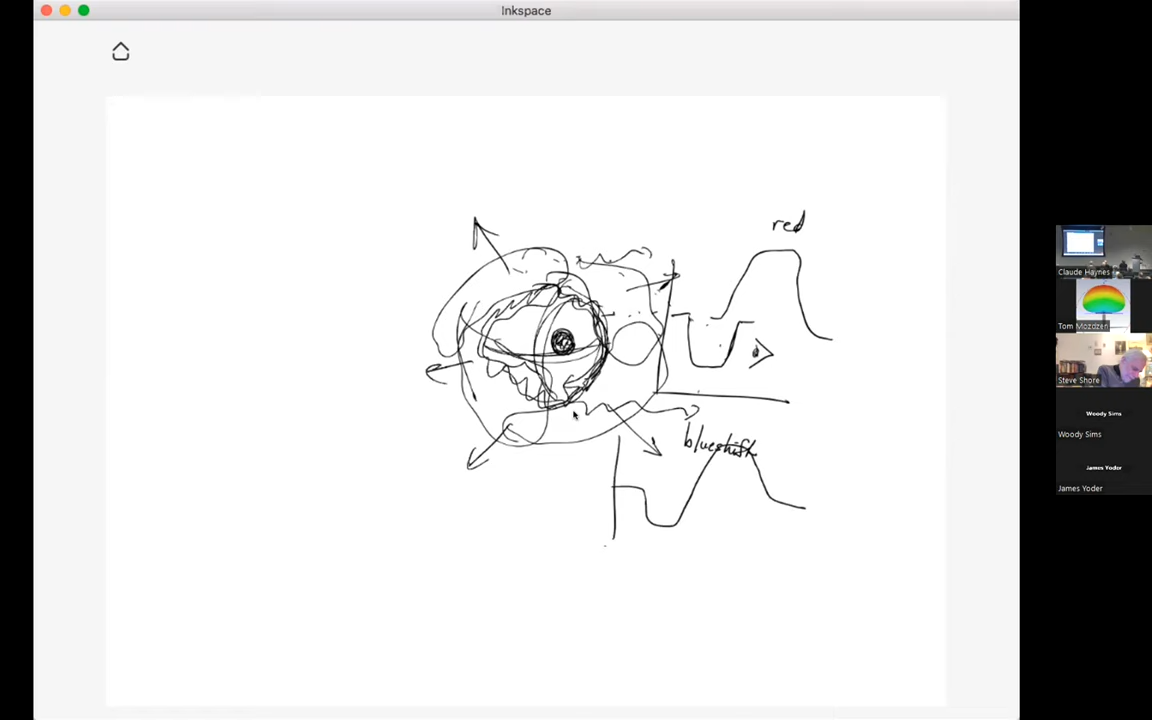 Inkspace
red
blueshift
Claude Haynes
Tom Mozdzen
Steve Shore
Woody Sims
Woody Sims
James Yoder
James Yoder